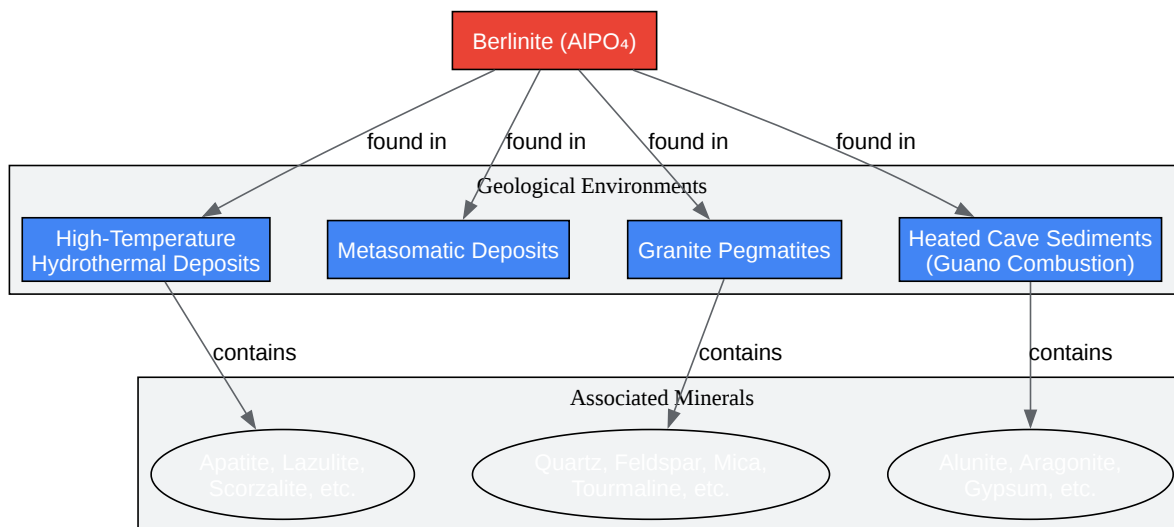 Berlinite (AlPO₄)
found in
found in
found in
found in
Geological Environments
High-Temperature
Hydrothermal Deposits
Metasomatic Deposits
Granite Pegmatites
Heated Cave Sediments
(Guano Combustion)
contains
contains
contains
Associated Minerals
Apatite, Lazulite,
Scorzalite, etc.
Quartz, Feldspar, Mica,
Tourmaline, etc.
Alunite, Aragonite,
Gypsum, etc.